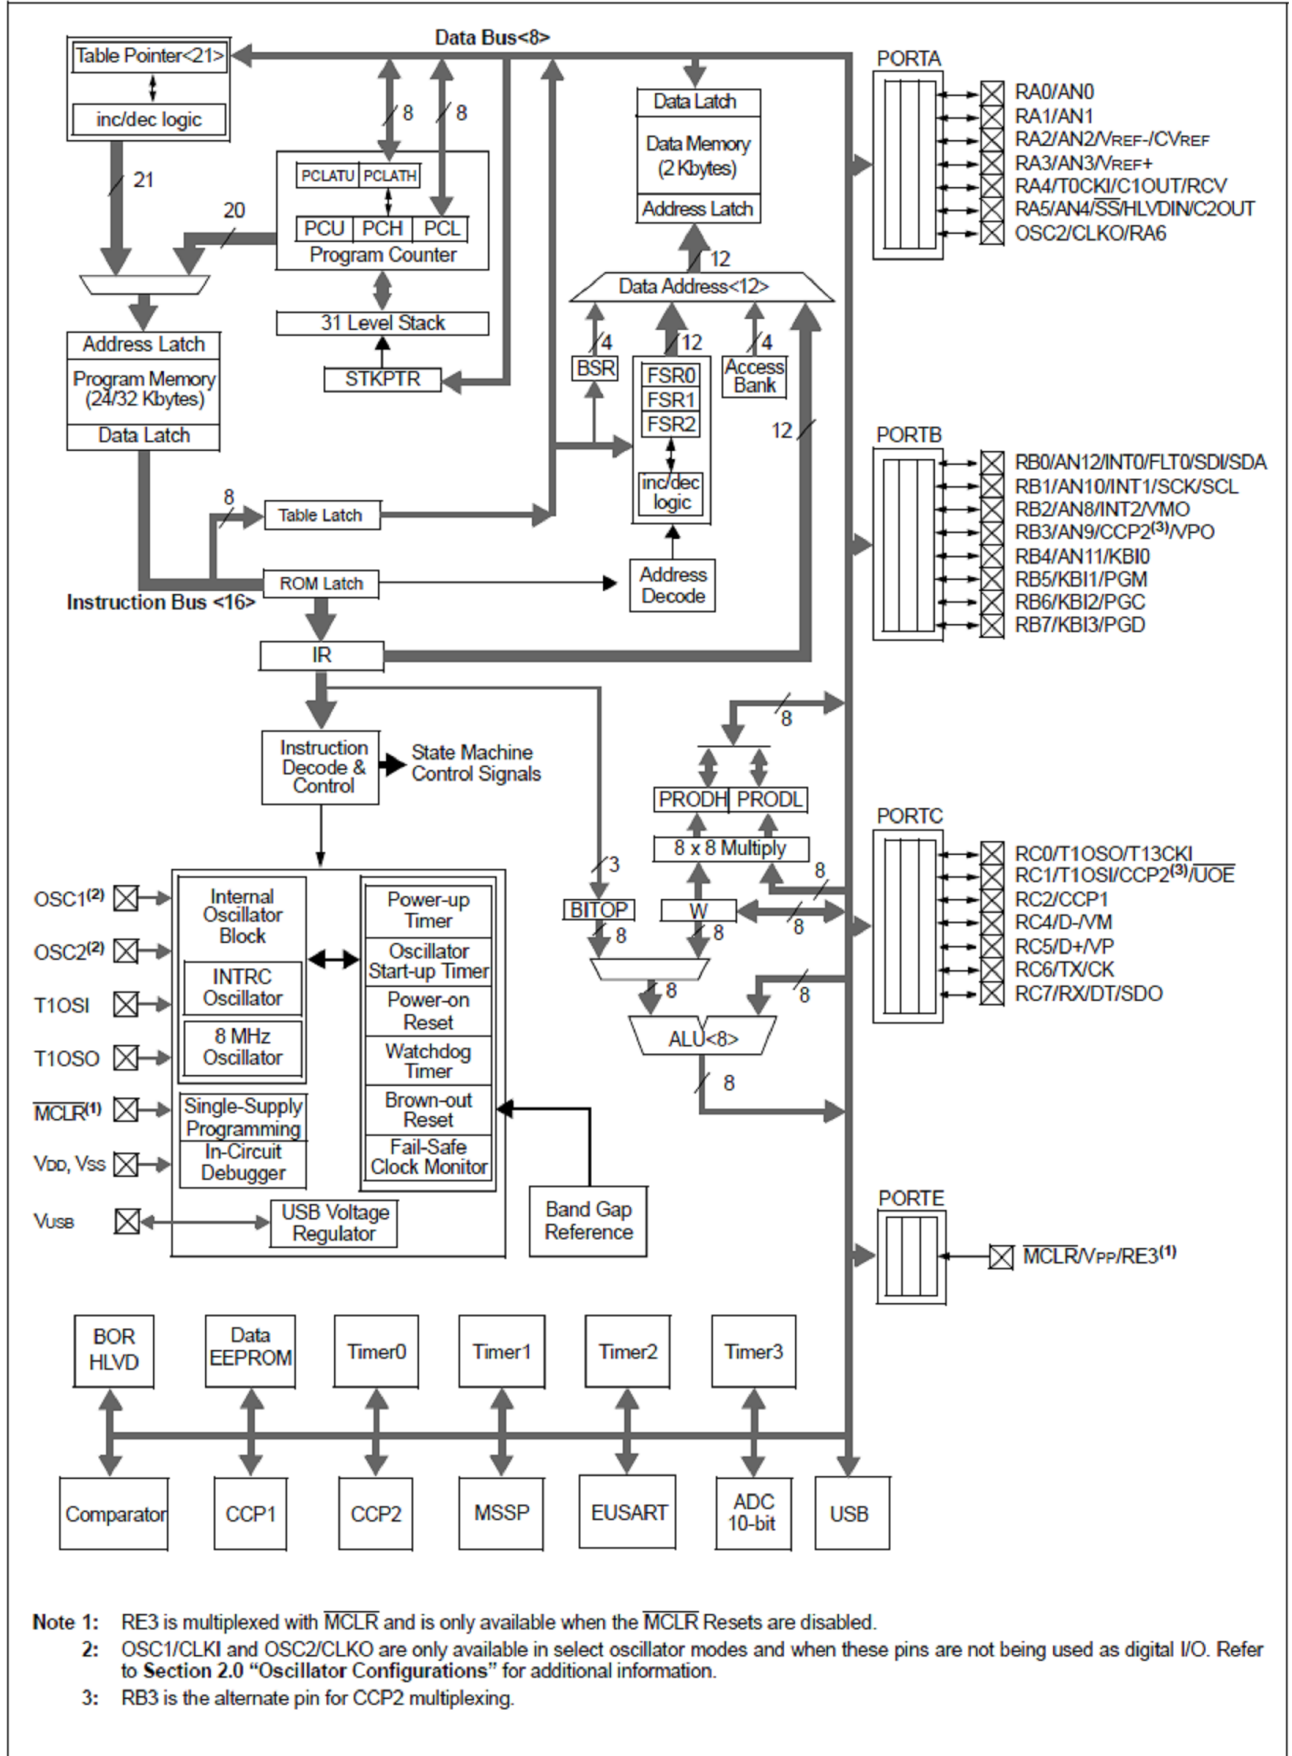 Data Bus<8>
Table Pointer<21>
inc/dec logic
21
20
8
8
PCLATU PCLATH
PCU PCH PCL
Program Counter
31 Level Stack
STKPTR
Address Latch
Program Memory
(24/32 Kbytes)
Data Latch
8
Table Latch
ROM Latch
Instruction Bus <16>
IR
Data Latch
Data Memory
(2 Kbytes)
Address Latch
12
Data Address<12>
4
12
4
BSR
FSR0
FSR1
FSR2
inc/dec
logic
Access
Bank
12
Address
Decode
Instruction
Decode &
Control
State Machine
Control Signals
8
PRODH PRODL
8 x 8 Multiply
3
8
BITOP
W
8
8
8
8
8
ALU<8>
8
OSC1(2)
OSC2(2)
T1OSI
T1OSO
MCLR(1)
VDD, VSS
VUSB
Internal
Oscillator
Block
INTRC
Oscillator
8 MHz
Oscillator
Single-Supply
Programming
In-Circuit
Debugger
USB Voltage
Regulator
Power-up
Timer
Oscillator
Start-up Timer
Power-on
Reset
Watchdog
Timer
Brown-out
Reset
Fail-Safe
Clock Monitor
Band Gap
Reference
PORTA
RA0/AN0
RA1/AN1
RA2/AN2/VREF-/CVREF
RA3/AN3/VREF+
RA4/T0CKI/C1OUT/RCV
RA5/AN4/SS/HLVDIN/C2OUT
OSC2/CLKO/RA6
PORTB
RB0/AN12/INT0/FLT0/SDI/SDA
RB1/AN10/INT1/SCK/SCL
RB2/AN8/INT2/VMO
RB3/AN9/CCP2(3)/VPO
RB4/AN11/KBI0
RB5/KBI1/PGM
RB6/KBI2/PGC
RB7/KBI3/PGD
PORTC
RC0/T1OSO/T13CKI
RC1/T1OSI/CCP2(3)/UOE
RC2/CCP1
RC4/D-/VM
RC5/D+/VP
RC6/TX/CK
RC7/RX/DT/SDO
PORTE
MCLR/VPP/RE3(1)
BOR
HLVD
Data
EEPROM
Timer0
Timer1
Timer2
Timer3
Comparator
CCP1
CCP2
MSSP
EUSART
ADC
10-bit
USB
Note 1: RE3 is multiplexed with MCLR and is only available when the MCLR Resets are disabled.
2: OSC1/CLKI and OSC2/CLKO are only available in select oscillator modes and when these pins are not being used as digital I/O. Refer
to Section 2.0 “Oscillator Configurations” for additional information.
3: RB3 is the alternate pin for CCP2 multiplexing.